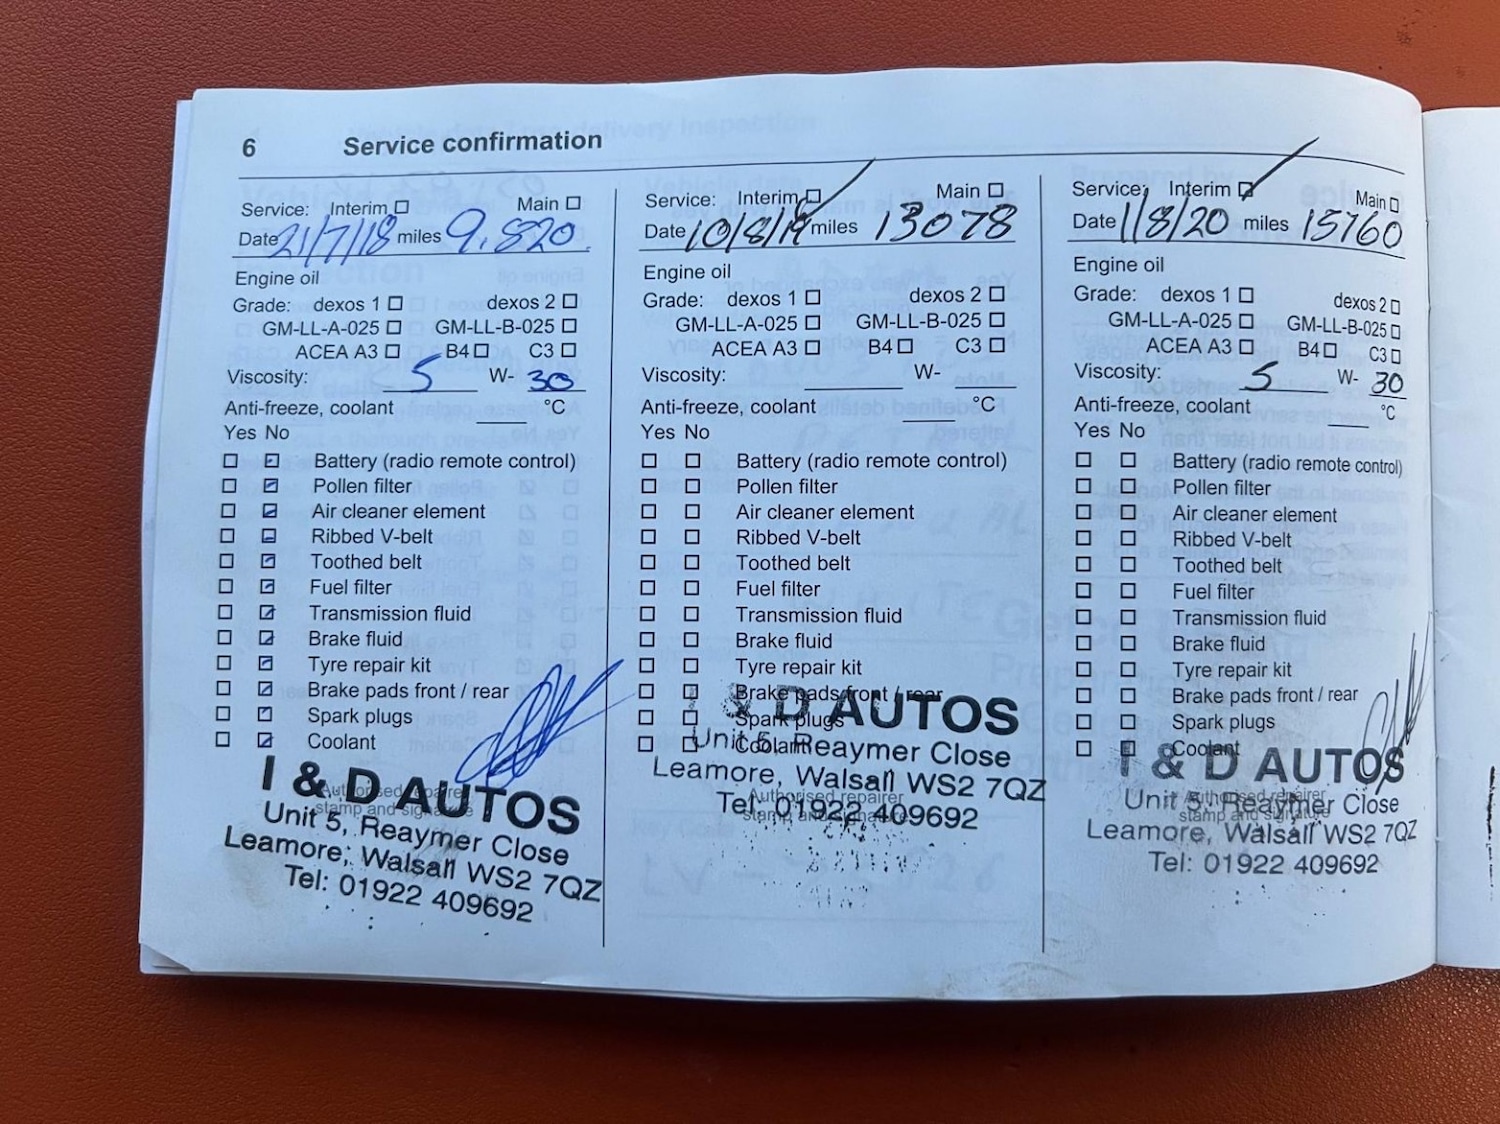 6 Service confirmation
Service: Interim Main
Date 21/7/18 miles 9.820
Engine oil
Grade: dexos 1 dexos 2
GM-LL-A-025 GM-LL-B-025
ACEA A3 B4 C3
Viscosity: 5 W- 30
Anti-freeze, coolant °C
Yes No
Battery (radio remote control)
Pollen filter
Air cleaner element
Ribbed V-belt
Toothed belt
Fuel filter
Transmission fluid
Brake fluid
Tyre repair kit
Brake pads front / rear
Spark plugs
Coolant
Authorised repairer
stamp and signature
I & D AUTOS
Unit 5, Reaymer Close
Leamore, Walsall WS2 7QZ
Tel: 01922 409692
Service: Interim Main
Date 10/8/19 miles 13078
Engine oil
Grade: dexos 1 dexos 2
GM-LL-A-025 GM-LL-B-025
ACEA A3 B4 C3
Viscosity: W-
Anti-freeze, coolant °C
Yes No
Battery (radio remote control)
Pollen filter
Air cleaner element
Ribbed V-belt
Toothed belt
Fuel filter
Transmission fluid
Brake fluid
Tyre repair kit
Brake pads front / rear
Spark plugs
Coolant
Authorised repairer
stamp and signature
& D AUTOS
Unit 5, Reaymer Close
Leamore, Walsall WS2 7QZ
Tel: 01922 409692
Service: Interim Main
Date 1/8/20 miles 15760
Engine oil
Grade: dexos 1 dexos 2
GM-LL-A-025 GM-LL-B-025
ACEA A3 B4 C3
Viscosity: 5 W- 30
Anti-freeze, coolant °C
Yes No
Battery (radio remote control)
Pollen filter
Air cleaner element
Ribbed V-belt
Toothed belt
Fuel filter
Transmission fluid
Brake fluid
Tyre repair kit
Brake pads front / rear
Spark plugs
Coolant
Authorised repairer
stamp and signature
I & D AUTOS
Unit 5, Reaymer Close
Leamore, Walsall WS2 7QZ
Tel: 01922 409692